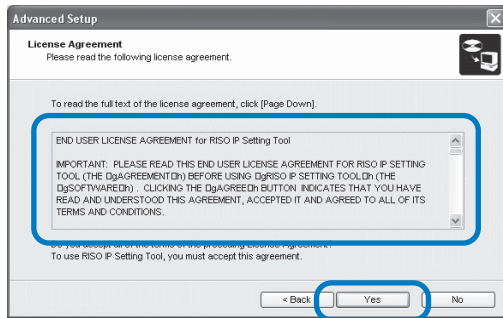 Advanced Setup
License Agreement
Please read the following license agreement.
To read the full text of the license agreement, click [Page Down].
END USER LICENSE AGREEMENT for RISO IP Setting Tool
IMPORTANT: PLEASE READ THIS END USER LICENSE AGREEMENT FOR RISO IP SETTING
TOOL (THE □gAGREEMENT□h) BEFORE USING □gRISO IP SETTING TOOL□h (THE
□gSOFTWARE□h) . CLICKING THE □gAGREE□h BUTTON INDICATES THAT YOU HAVE
READ AND UNDERSTOOD THIS AGREEMENT, ACCEPTED IT AND AGREED TO ALL OF ITS
TERMS AND CONDITIONS.
Do you accept all of the terms of the preceding License Agreement?
To use RISO IP Setting Tool, you must accept this agreement.
< Back Yes No